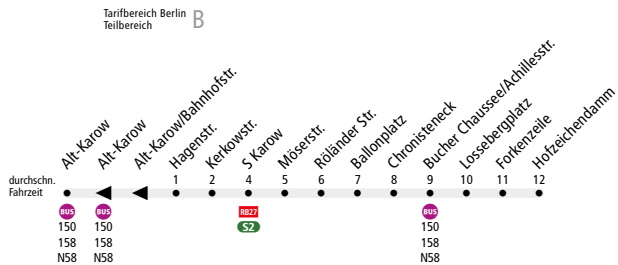 Tarifbereich Berlin
Teilbereich
B
Alt-Karow
Alt-Karow
Alt-Karow/Bahnhofstr.
Hagenstr.
Kerkowstr.
S Karow
Möserstr.
Röländer Str.
Ballonplatz
Chronisteneck
Bucher Chaussee/Achillesstr.
Lossebergplatz
Forkenzeile
Hofzeichendamm
durchschn.
Fahrzeit
1 2 4 5 6 7 8 9 10 11 12
BUS BUS RB27 BUS
150 150 S2 150
158 158 158
N58 N58 N58